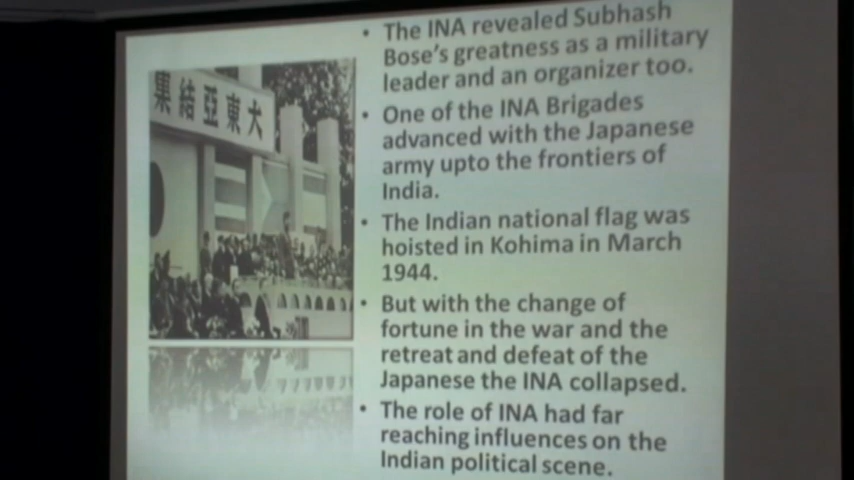 集結亞東大
• The INA revealed Subhash
Bose's greatness as a military
leader and an organizer too.
• One of the INA Brigades
advanced with the Japanese
army upto the frontiers of
India.
• The Indian national flag was
hoisted in Kohima in March
1944.
• But with the change of
fortune in the war and the
retreat and defeat of the
Japanese the INA collapsed.
• The role of INA had far
reaching influences on the
Indian political scene.